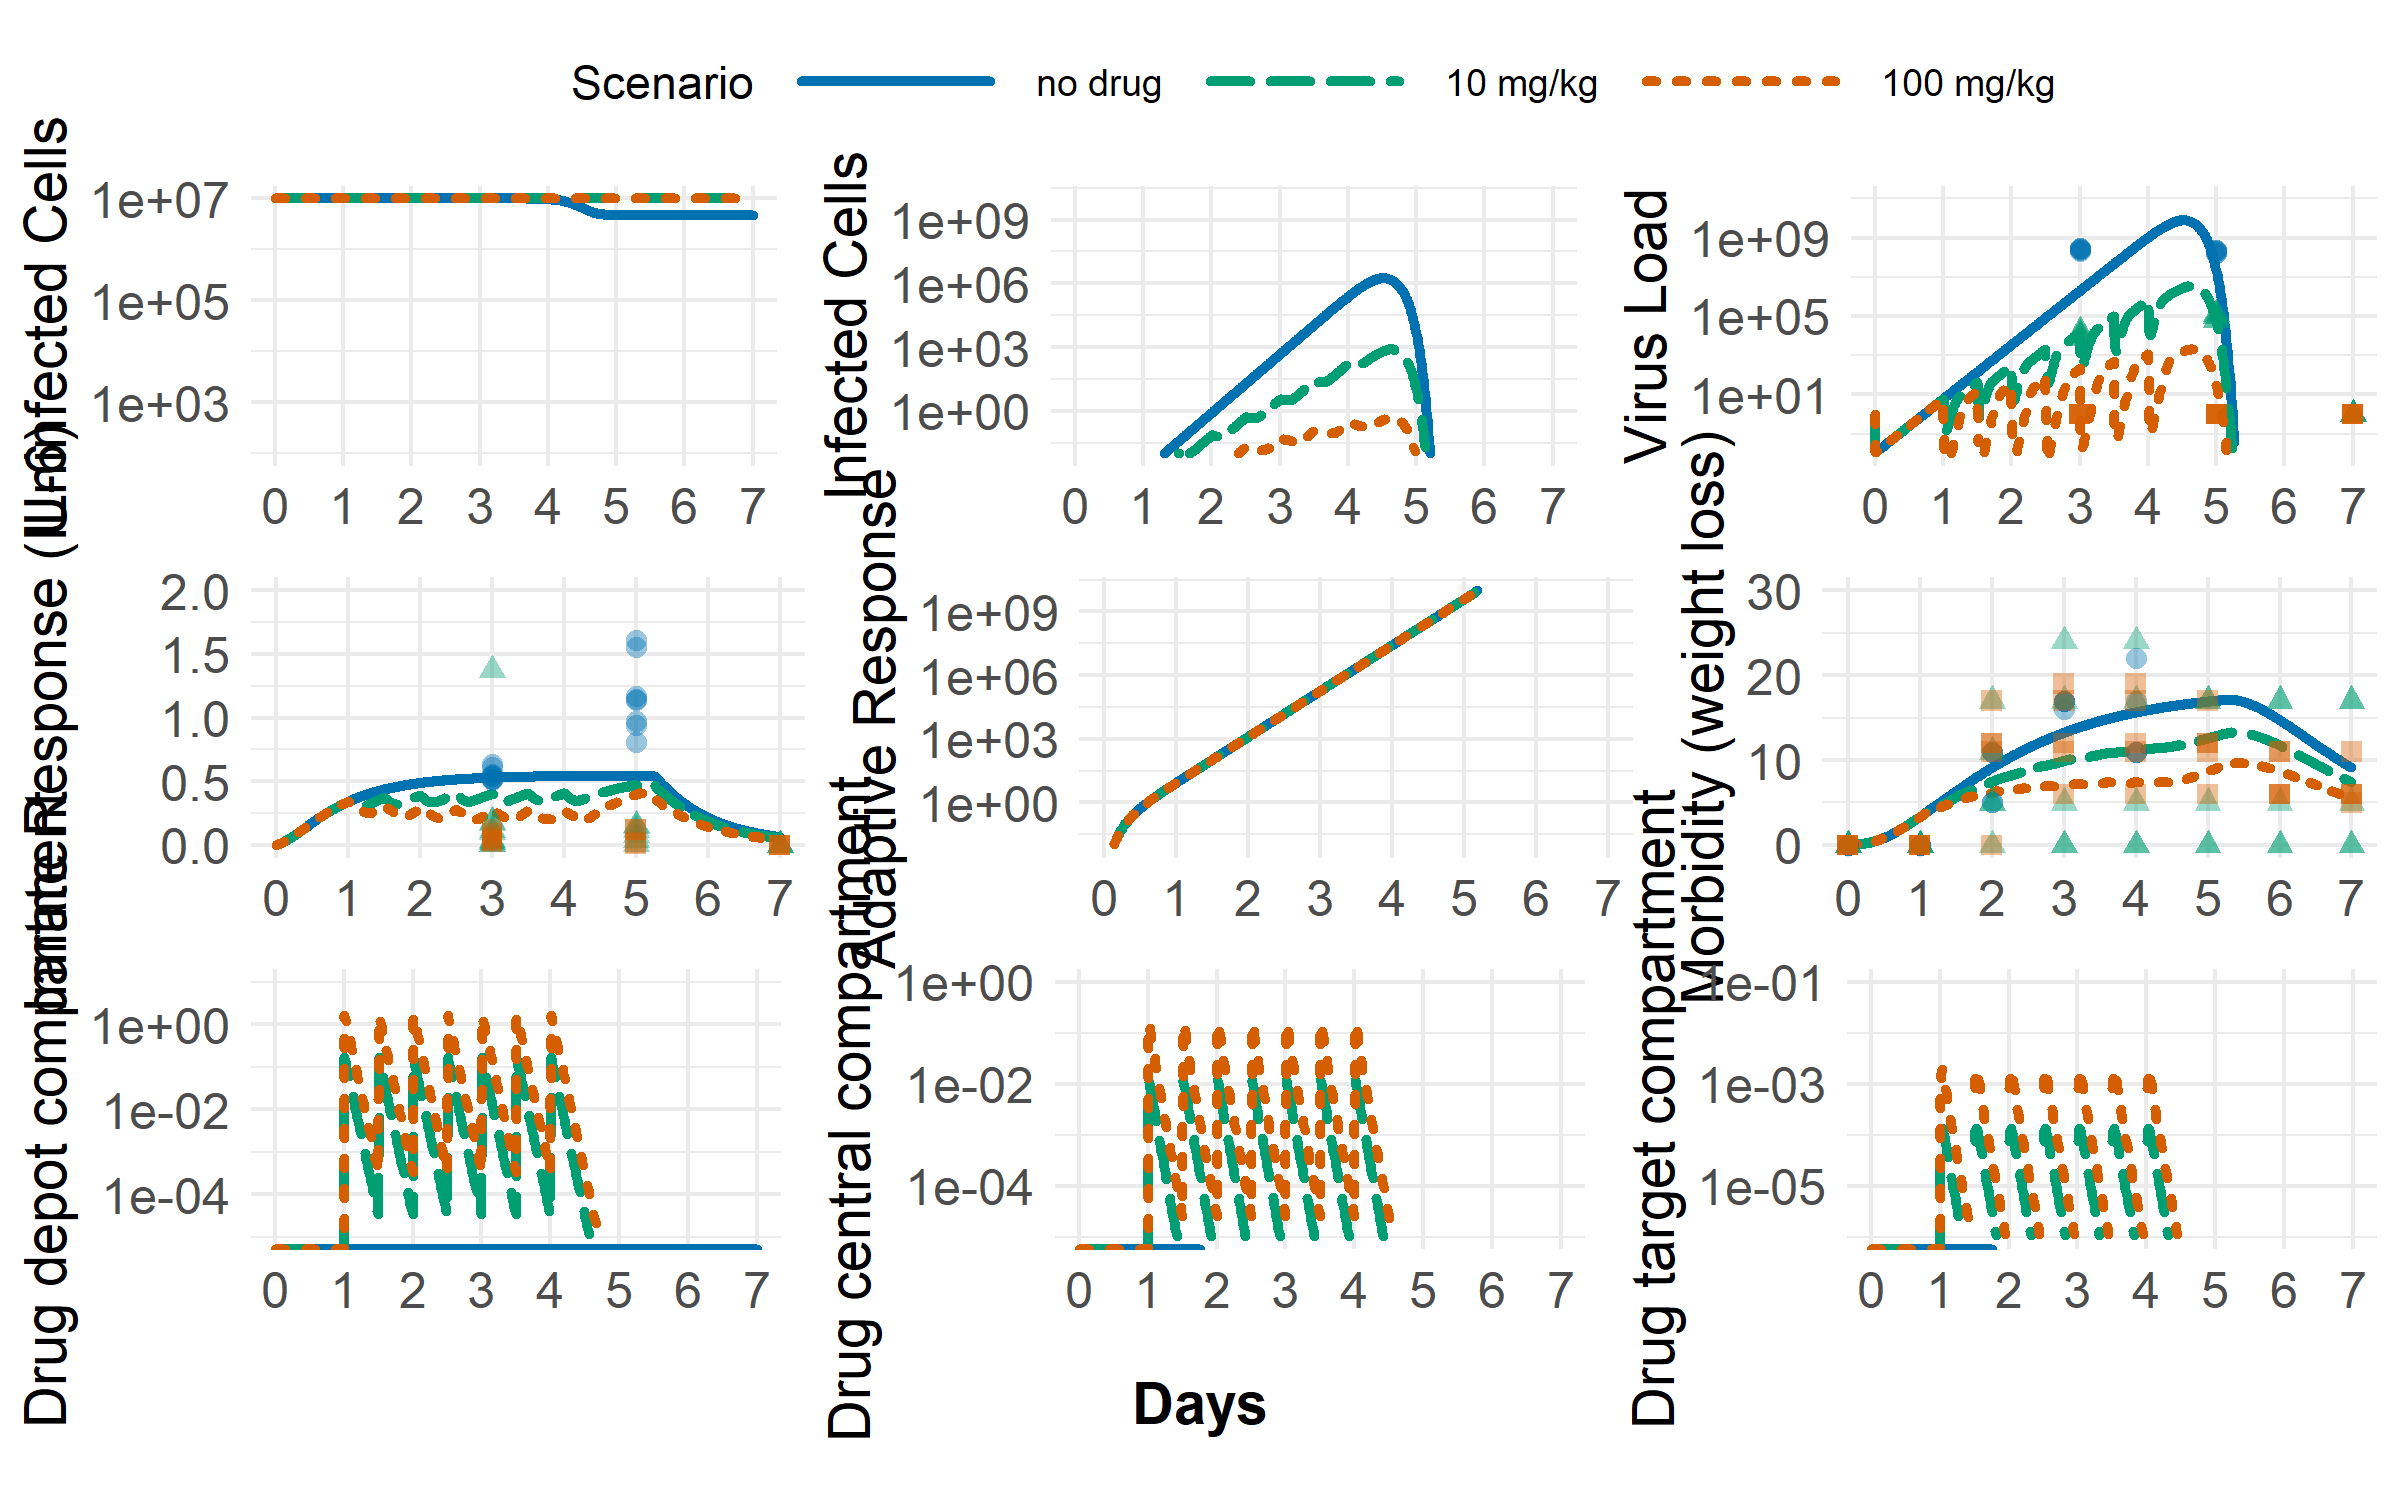 Scenario no drug 10 mg/kg 100 mg/kg
Uninfected Cells
1e+07
1e+05
1e+03
0 1 2 3 4 5 6 7
Infected Cells
1e+09
1e+06
1e+03
1e+00
0 1 2 3 4 5 6 7
Virus Load
1e+09
1e+05
1e+01
0 1 2 3 4 5 6 7
Innate Response (IL-6)
2.0
1.5
1.0
0.5
0.0
0 1 2 3 4 5 6 7
Adaptive Response
1e+09
1e+06
1e+03
1e+00
0 1 2 3 4 5 6 7
Morbidity (weight loss)
30
20
10
0
0 1 2 3 4 5 6 7
Drug depot compartment
1e+00
1e-02
1e-04
0 1 2 3 4 5 6 7
Drug central compartment
1e+00
1e-02
1e-04
0 1 2 3 4 5 6 7
Drug target compartment
1e-01
1e-03
1e-05
0 1 2 3 4 5 6 7
Days